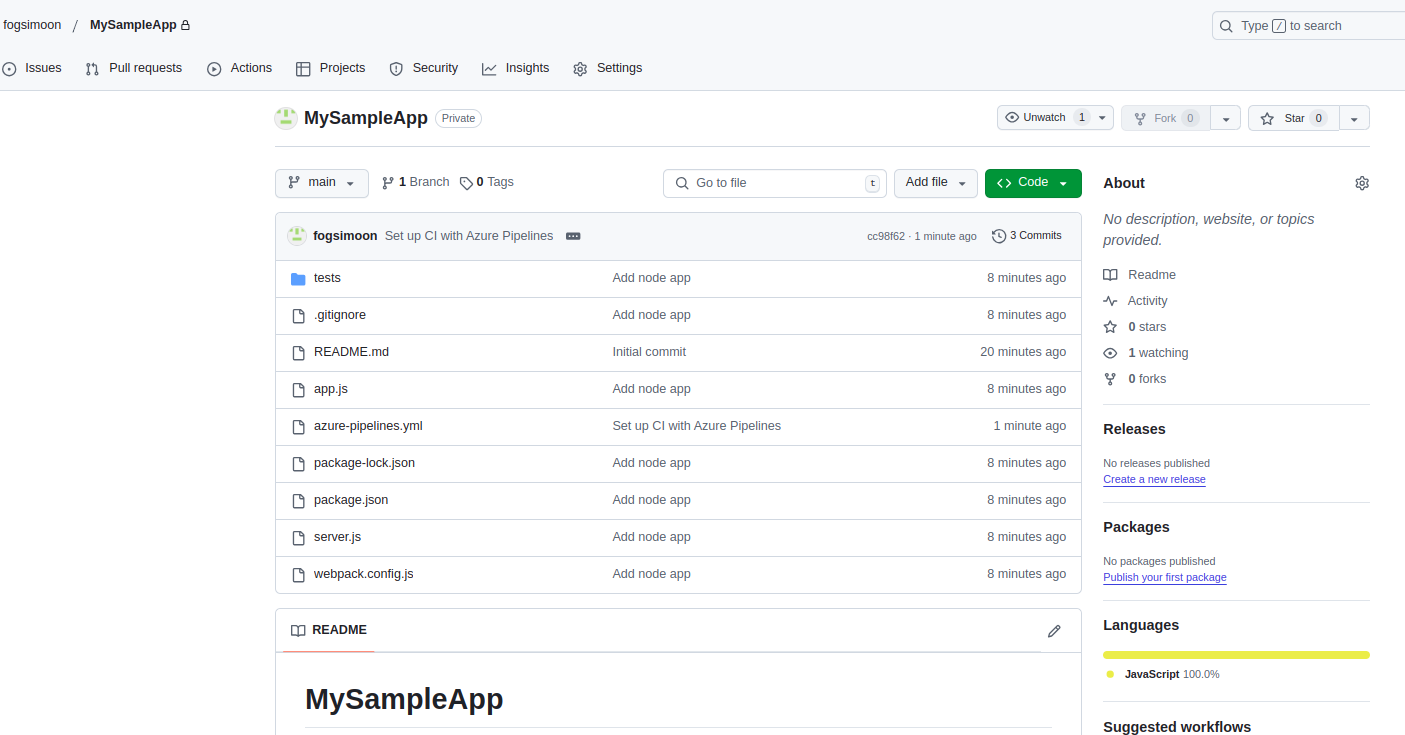 fogsimoon / MySampleApp
Type / to search
Issues Pull requests Actions Projects Security Insights Settings
MySampleApp Private
Unwatch 1 Fork 0 Star 0
main 1 Branch 0 Tags
Go to file t Add file Code
fogsimoon Set up CI with Azure Pipelines cc98f62 · 1 minute ago 3 Commits
tests Add node app 8 minutes ago
.gitignore Add node app 8 minutes ago
README.md Initial commit 20 minutes ago
app.js Add node app 8 minutes ago
azure-pipelines.yml Set up CI with Azure Pipelines 1 minute ago
package-lock.json Add node app 8 minutes ago
package.json Add node app 8 minutes ago
server.js Add node app 8 minutes ago
webpack.config.js Add node app 8 minutes ago
README
MySampleApp
About
No description, website, or topics
provided.
Readme
Activity
0 stars
1 watching
0 forks
Releases
No releases published
Create a new release
Packages
No packages published
Publish your first package
Languages
JavaScript 100.0%
Suggested workflows